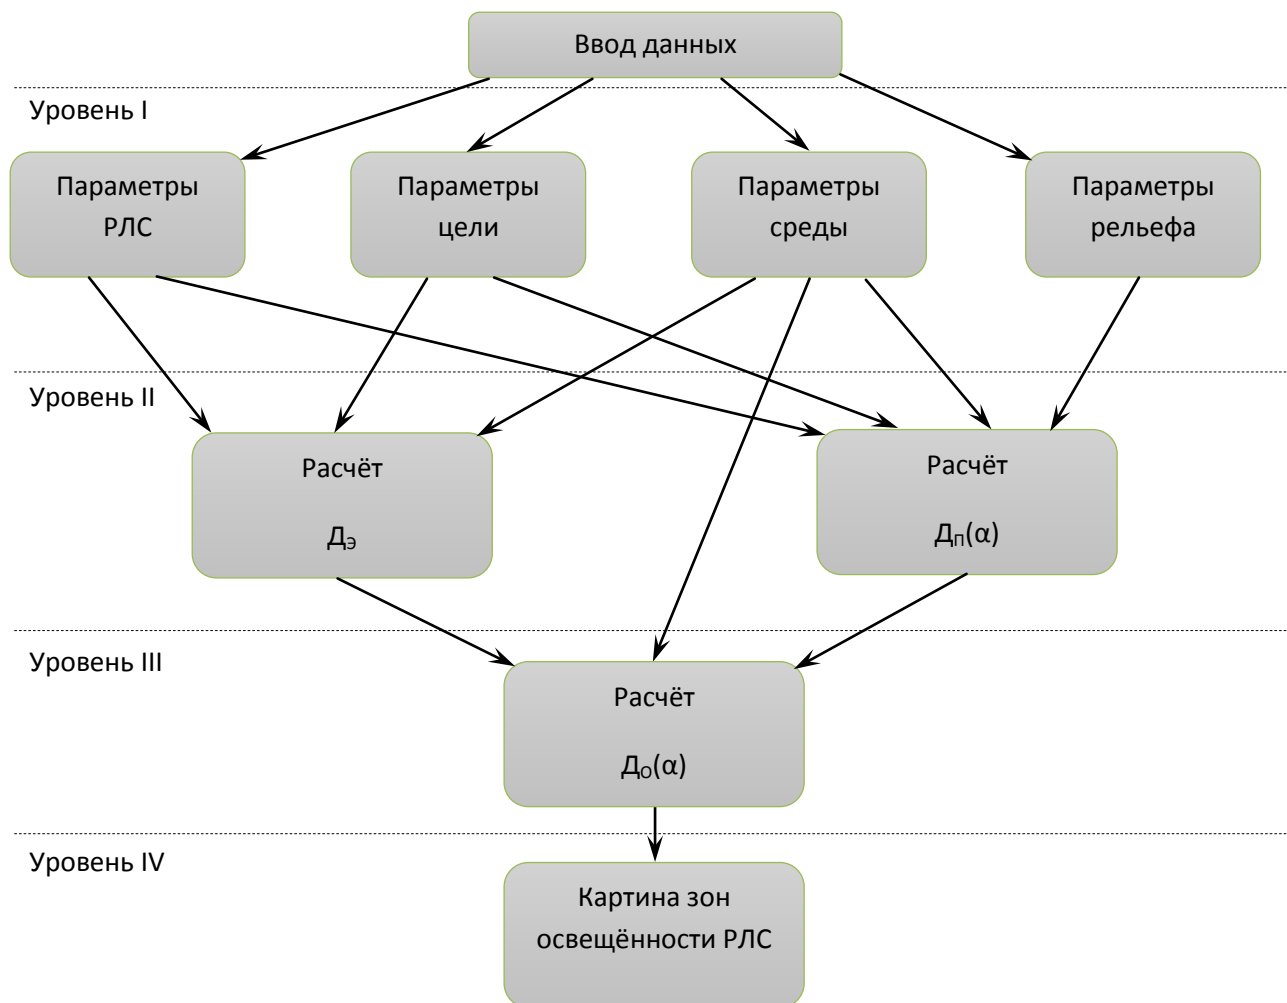 Ввод данных
Уровень I
Параметры
РЛС
Параметры
цели
Параметры
среды
Параметры
рельефа
Уровень II
Расчёт
Дэ
Расчёт
Дп(α)
Уровень III
Расчёт
До(α)
Уровень IV
Картина зон
освещённости РЛС